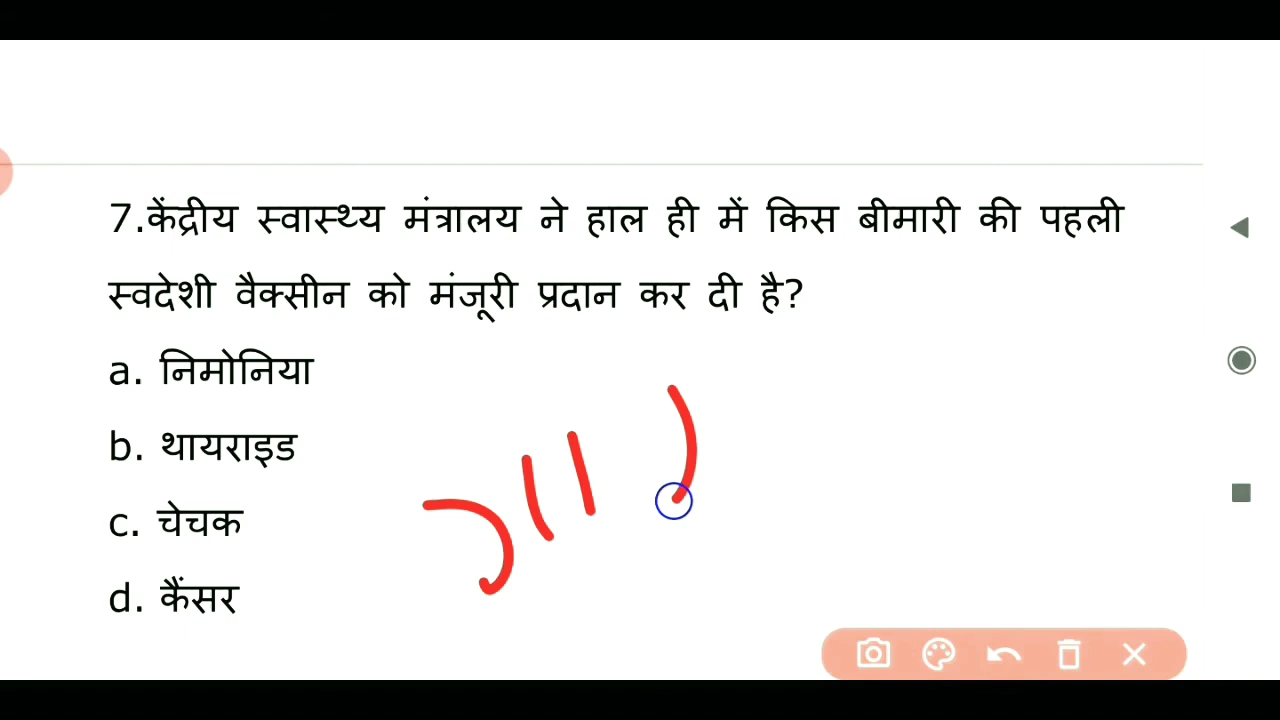 7.केंद्रीय स्वास्थ्य मंत्रालय ने हाल ही में किस बीमारी की पहली
स्वदेशी वैक्सीन को मंजूरी प्रदान कर दी है?
a. निमोनिया
b. थायराइड
c. चेचक
d. कैंसर